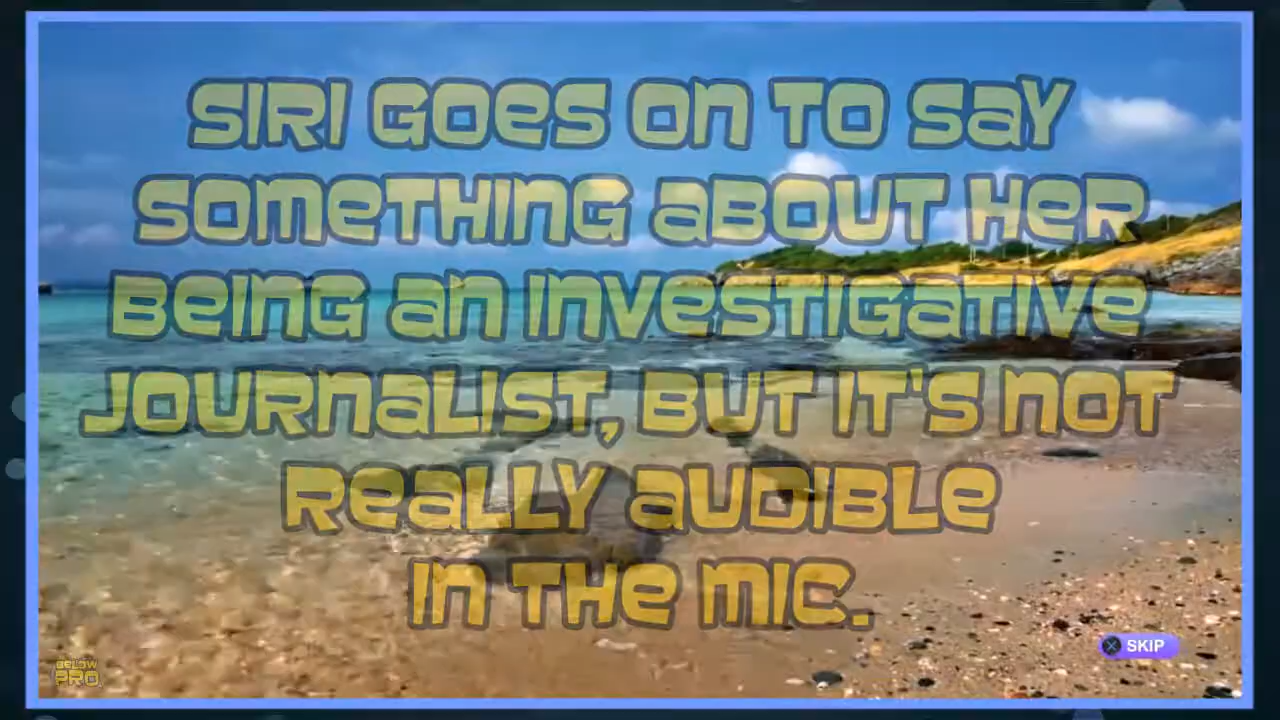 SIRI GOES ON TO SAY
SOMETHING ABOUT HER
BEING AN INVESTIGATIVE
JOURNALIST, BUT IT'S NOT
REALLY AUDIBLE
IN THE MIC.
SKIP
BELOW
PRO